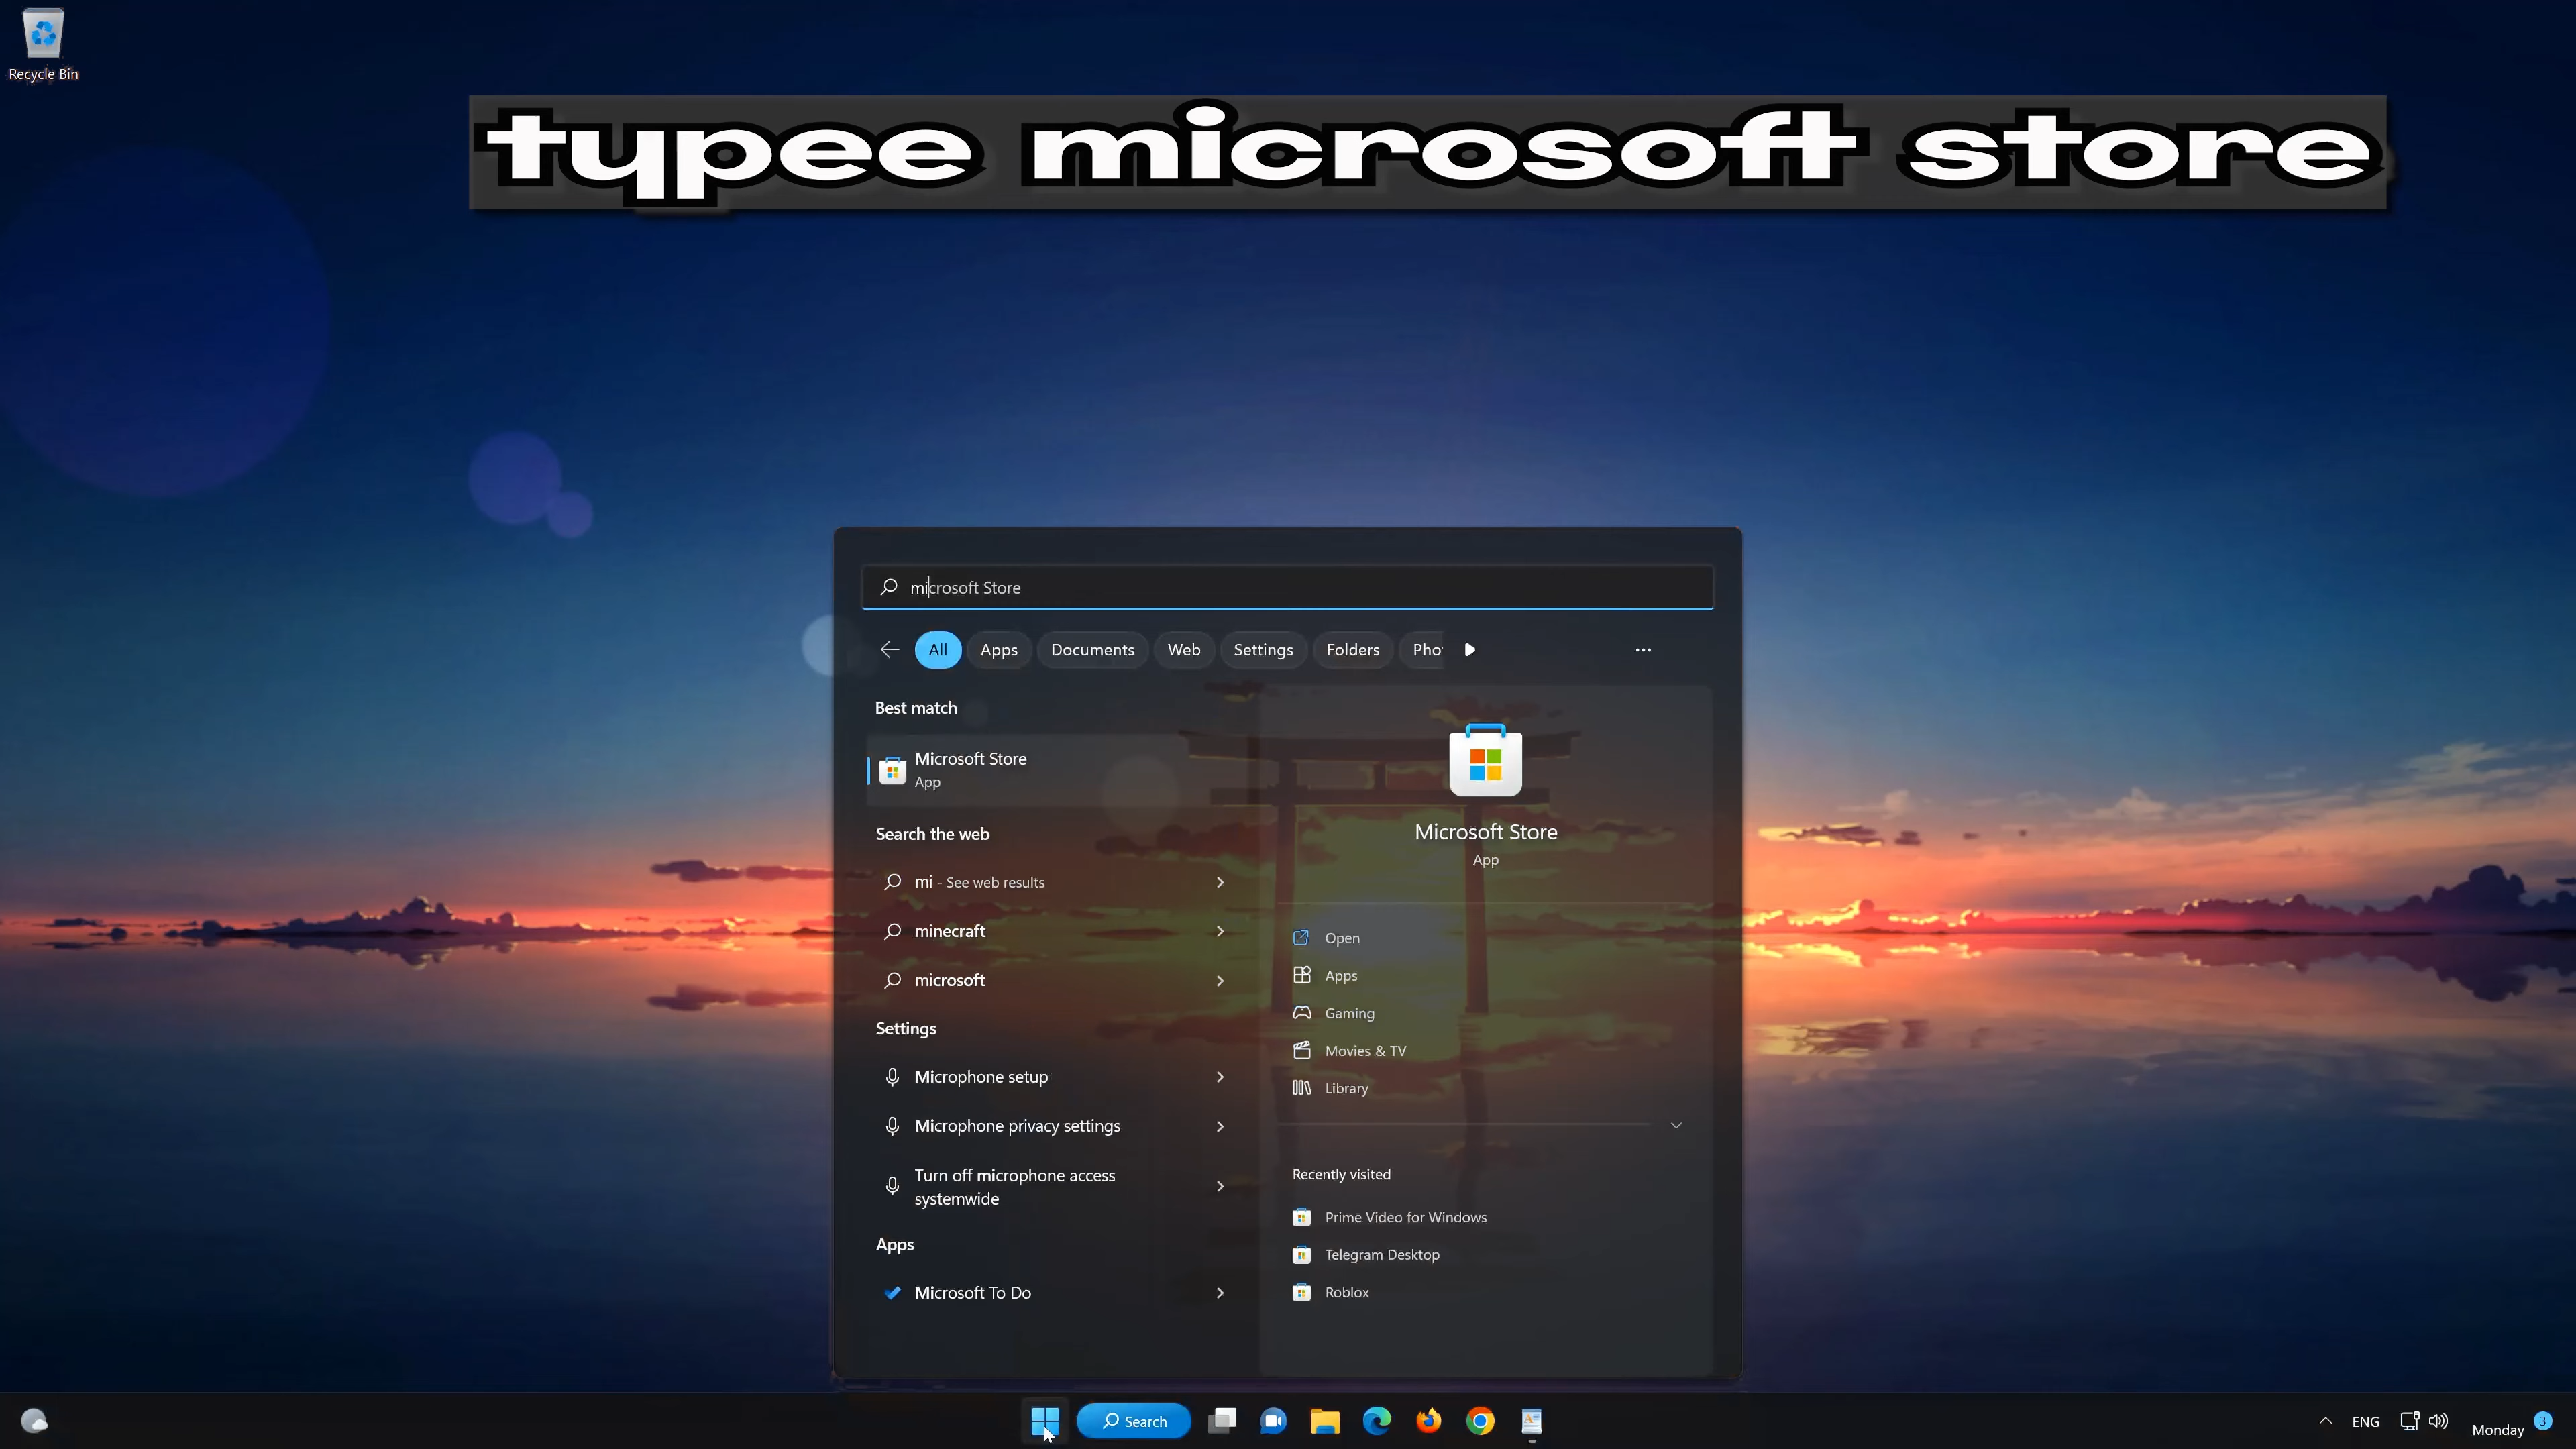 Recycle Bin
typee microsoft store
microsoft Store
All Apps Documents Web Settings Folders Pho
Best match
Microsoft Store
App
Search the web
mi - See web results
minecraft
microsoft
Settings
Microphone setup
Microphone privacy settings
Turn off microphone access
systemwide
Apps
Microsoft To Do
Microsoft Store
App
Open
Apps
Gaming
Movies & TV
Library
Recently visited
Prime Video for Windows
Telegram Desktop
Roblox
Search
ENG
Monday 3